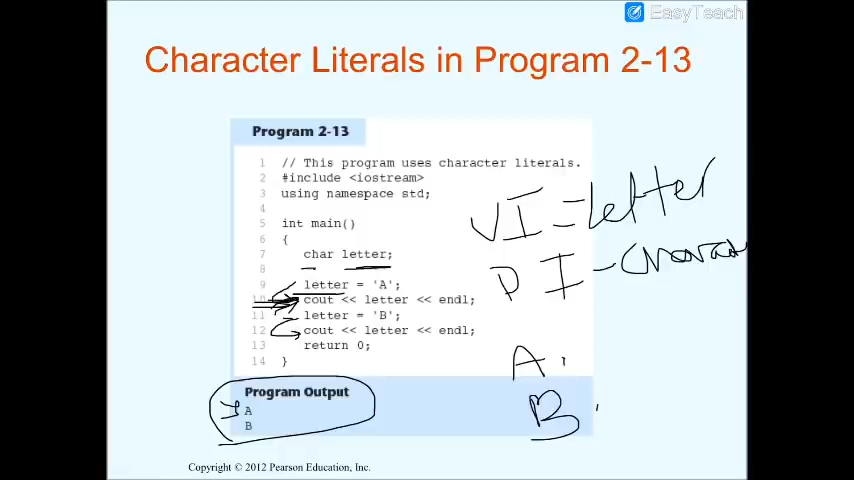 EasyTeach
Character Literals in Program 2-13
Program 2-13
1 // This program uses character literals.
2 #include <iostream>
3 using namespace std;
4
5 int main()
6 {
7 char letter;
8
9 letter = 'A';
10 cout << letter << endl;
11 letter = 'B';
12 cout << letter << endl;
13 return 0;
14 }
VI = letter
DI -
A
B
Program Output
A
B
Copyright © 2012 Pearson Education, Inc.